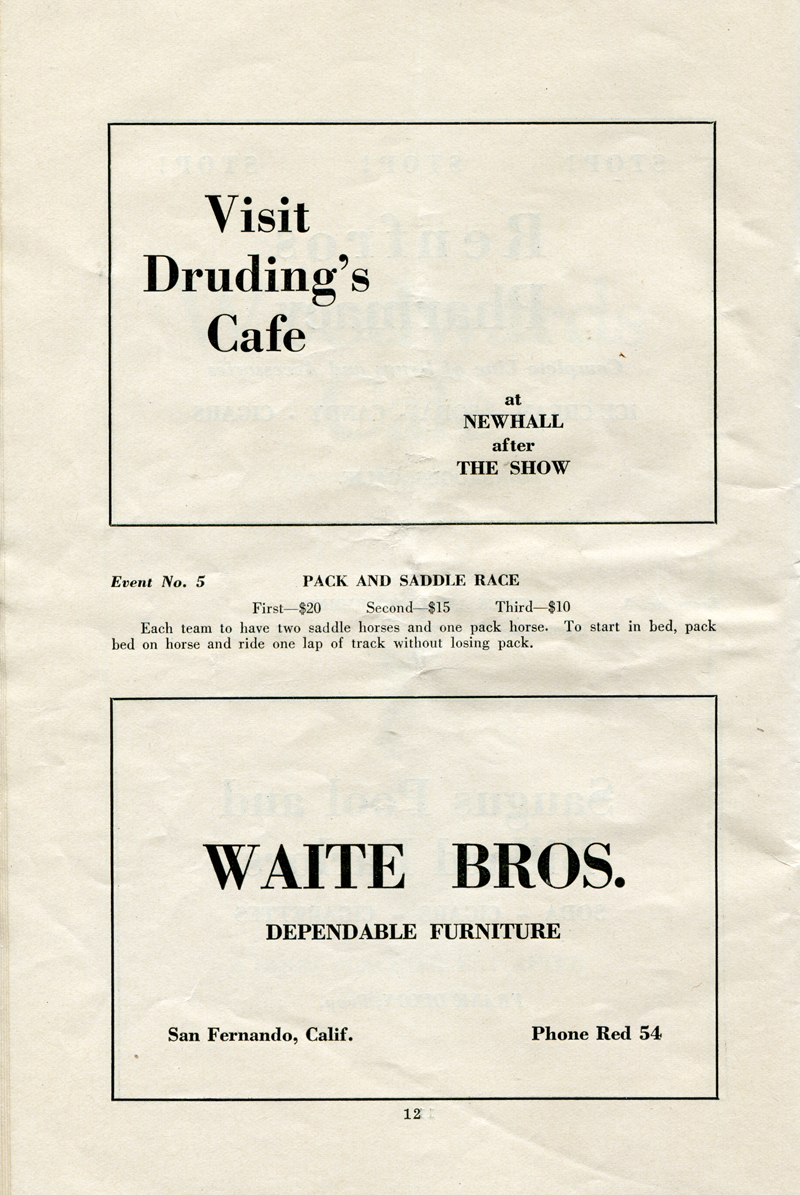 Visit
Druding's
Cafe
at
NEWHALL
after
THE SHOW
Event No. 5 PACK AND SADDLE RACE
First—$20 Second—$15 Third—$10
Each team to have two saddle horses and one pack horse. To start in bed, pack
bed on horse and ride one lap of track without losing pack.
WAITE BROS.
DEPENDABLE FURNITURE
San Fernando, Calif. Phone Red 54
12